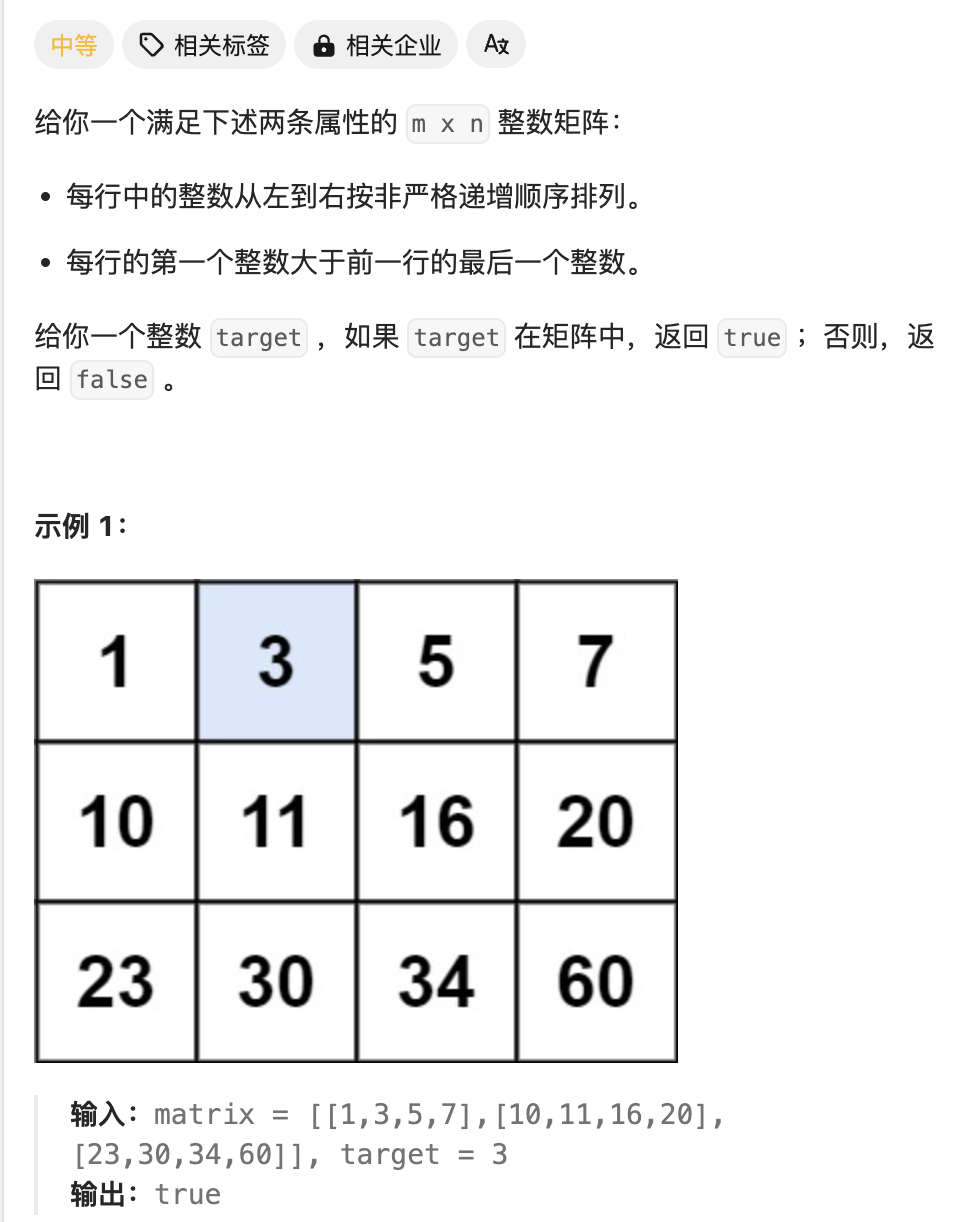 中等 相关标签 相关企业 A文
给你一个满足下述两条属性的 m x n 整数矩阵：
• 每行中的整数从左到右按非严格递增顺序排列。
• 每行的第一个整数大于前一行的最后一个整数。
给你一个整数 target ，如果 target 在矩阵中，返回 true ；否则，返
回 false 。
示例 1：
1 3 5 7
10 11 16 20
23 30 34 60
输入：matrix = [[1,3,5,7],[10,11,16,20],
[23,30,34,60]], target = 3
输出：true